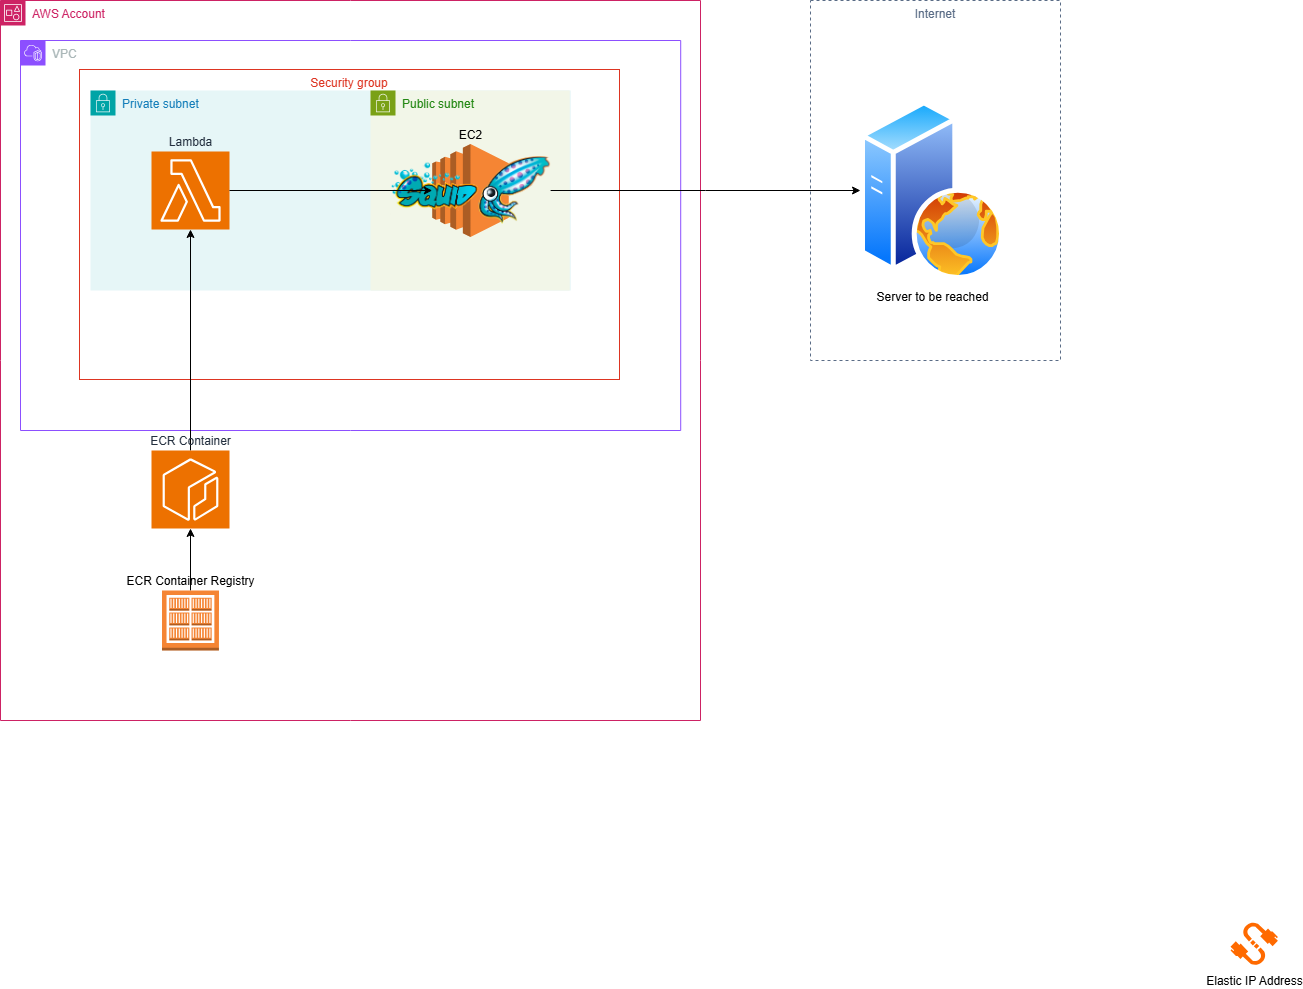 AWS Account
Internet
VPC
Security group
Private subnet
Public subnet
EC2
Lambda
SQUID
Server to be reached
ECR Container
ECR Container Registry
Elastic IP Address